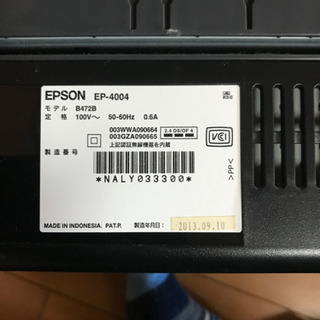 EPSON EP-4004
モデル B472B
定格 100V～ 50-60Hz 0.6A
003WWA090664
003GZA090665
2.4 DS/OF 4
上記認証無線機器を内蔵
VCI
製造番号
*NALY033300*
>PP<
MADE IN INDONESIA, PAT.P.
製造年月日: 2013.09.10